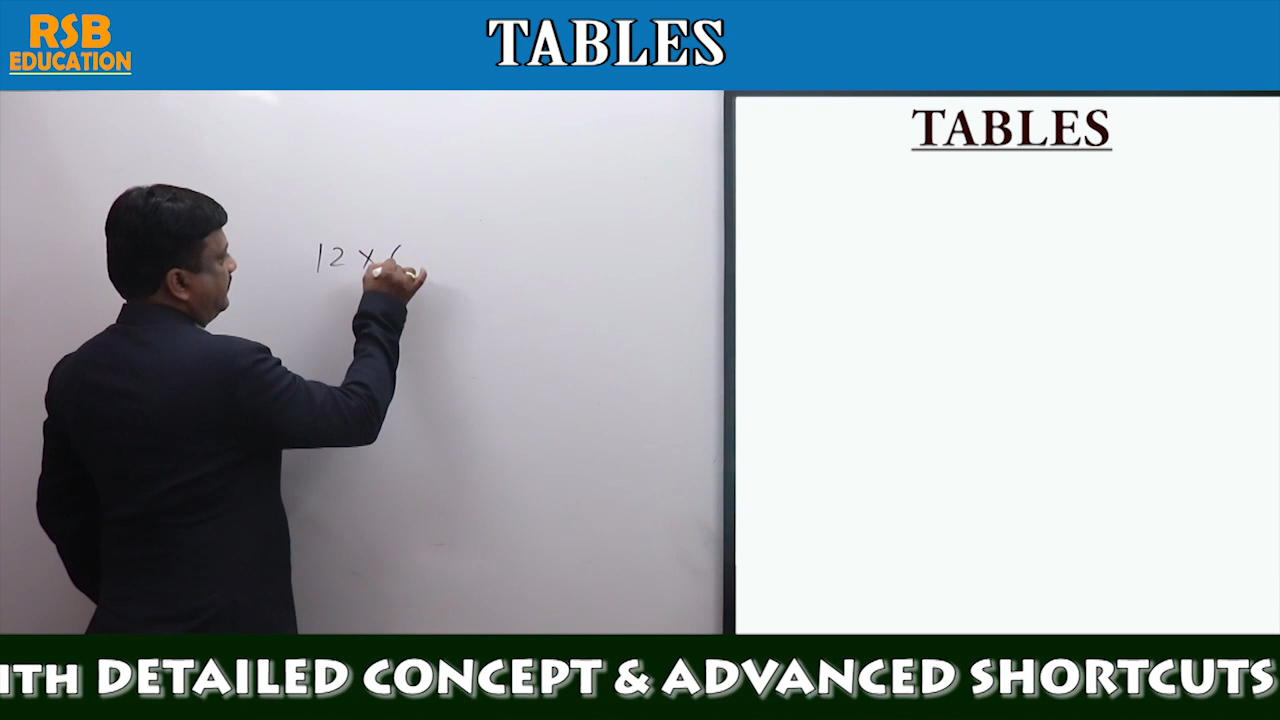 RSB
EDUCATION
TABLES
TABLES
12 ×
ITH DETAILED CONCEPT & ADVANCED SHORTCUTS